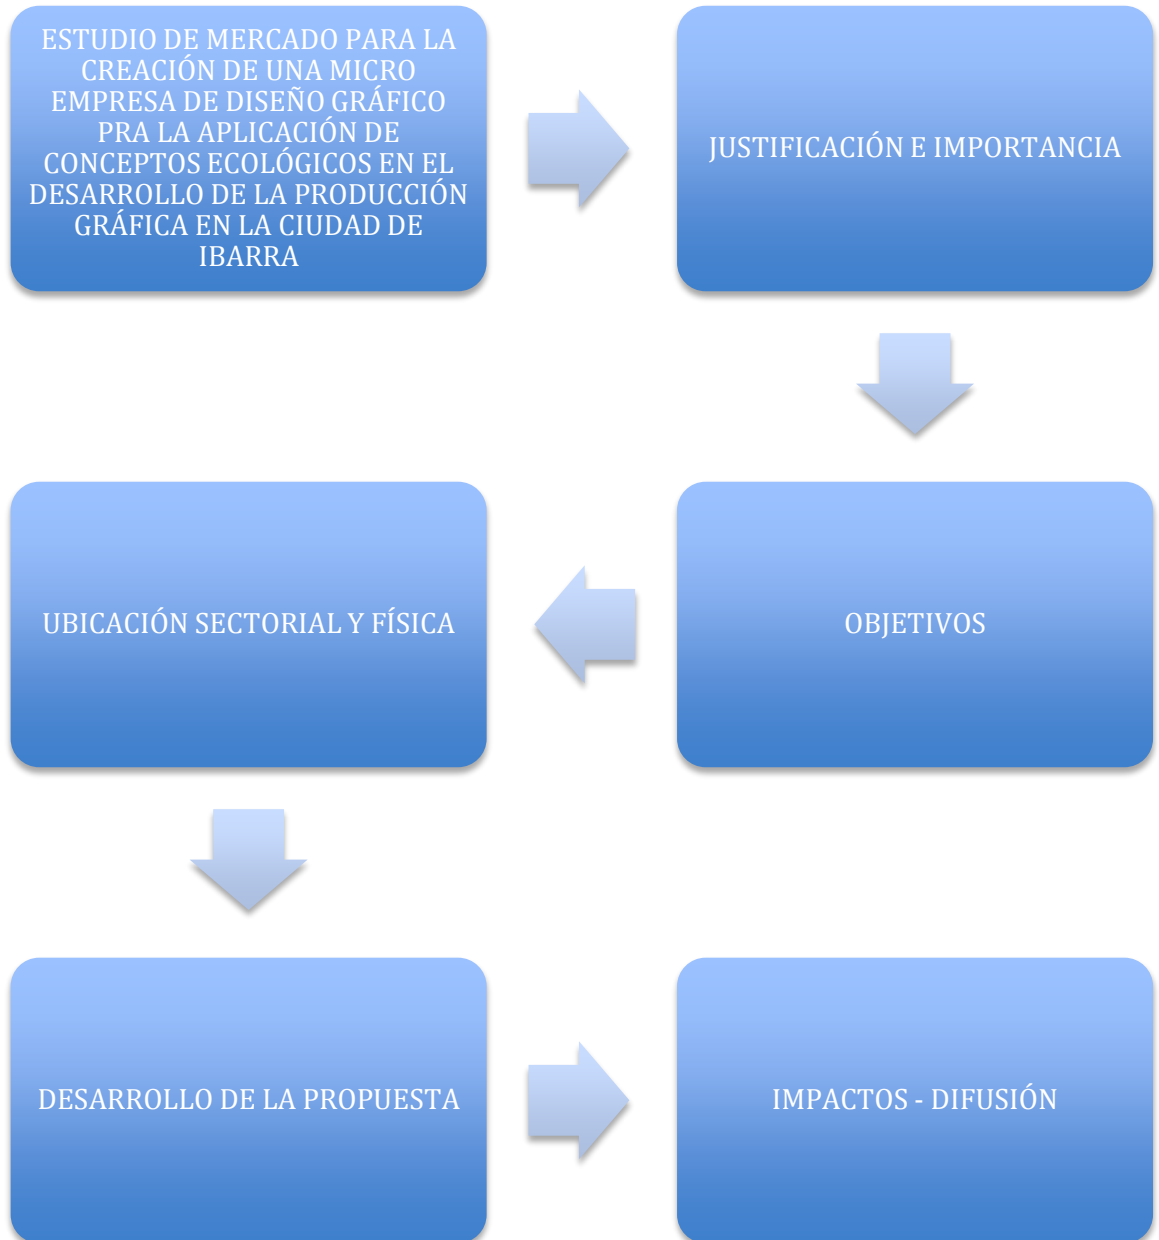 ESTUDIO DE MERCADO PARA LA
CREACIÓN DE UNA MICRO
EMPRESA DE DISEÑO GRÁFICO
PRA LA APLICACIÓN DE
CONCEPTOS ECOLÓGICOS EN EL
DESARROLLO DE LA PRODUCCIÓN
GRÁFICA EN LA CIUDAD DE
IBARRA
JUSTIFICACIÓN E IMPORTANCIA
OBJETIVOS
UBICACIÓN SECTORIAL Y FÍSICA
DESARROLLO DE LA PROPUESTA
IMPACTOS - DIFUSIÓN